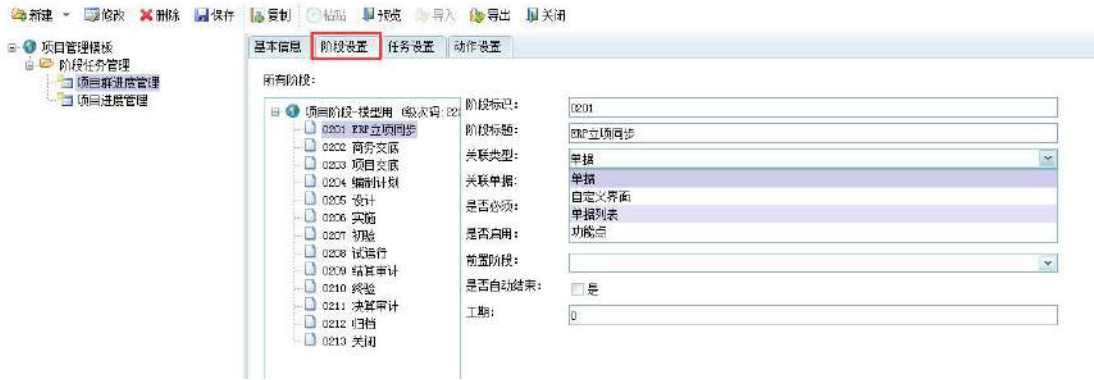 新建 修改 删除 保存 复制 粘贴 预览 导入 导出 关闭
项目管理模板
阶段任务管理
项目群进度管理
项目进度管理
基本信息 阶段设置 任务设置 动作设置
所有阶段:
项目阶段-模型用 (级次码:22
0201 ERP立项同步
0202 商务交底
0203 项目交底
0204 编制计划
0205 设计
0206 实施
0207 初验
0208 试运行
0209 结算审计
0210 终验
0211 决算审计
0212 归档
0213 关闭
阶段标识: 0201
阶段标题: ERP立项同步
关联类型: 单据
单据
自定义界面
单据列表
功能点
关联单据:
是否必须:
是否启用:
前置阶段:
是否自动结束: 是
工期: 0